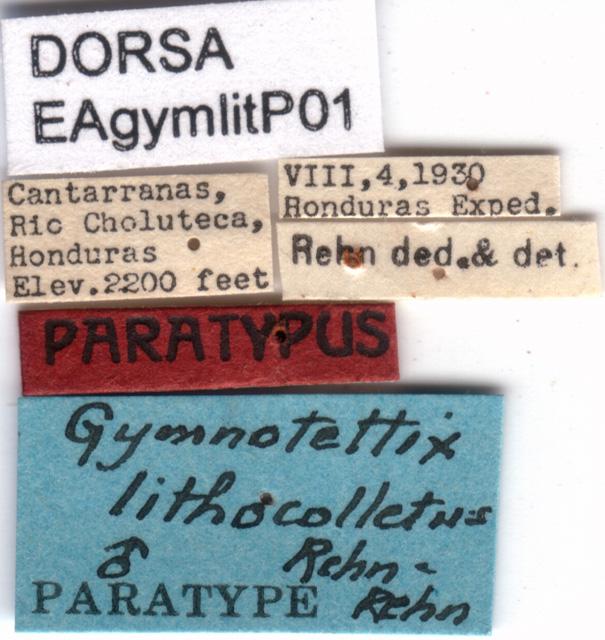 DORSA
EAgymlitP01
Cantarranas,
Rio Choluteca,
Honduras
Elev.2200 feet
VIII,4,1930
Honduras Exped.
Rehn ded.& det.
PARATYPUS
Gymnotettix
lithocolletus
♂ Rehn-
PARATYPE Rehn